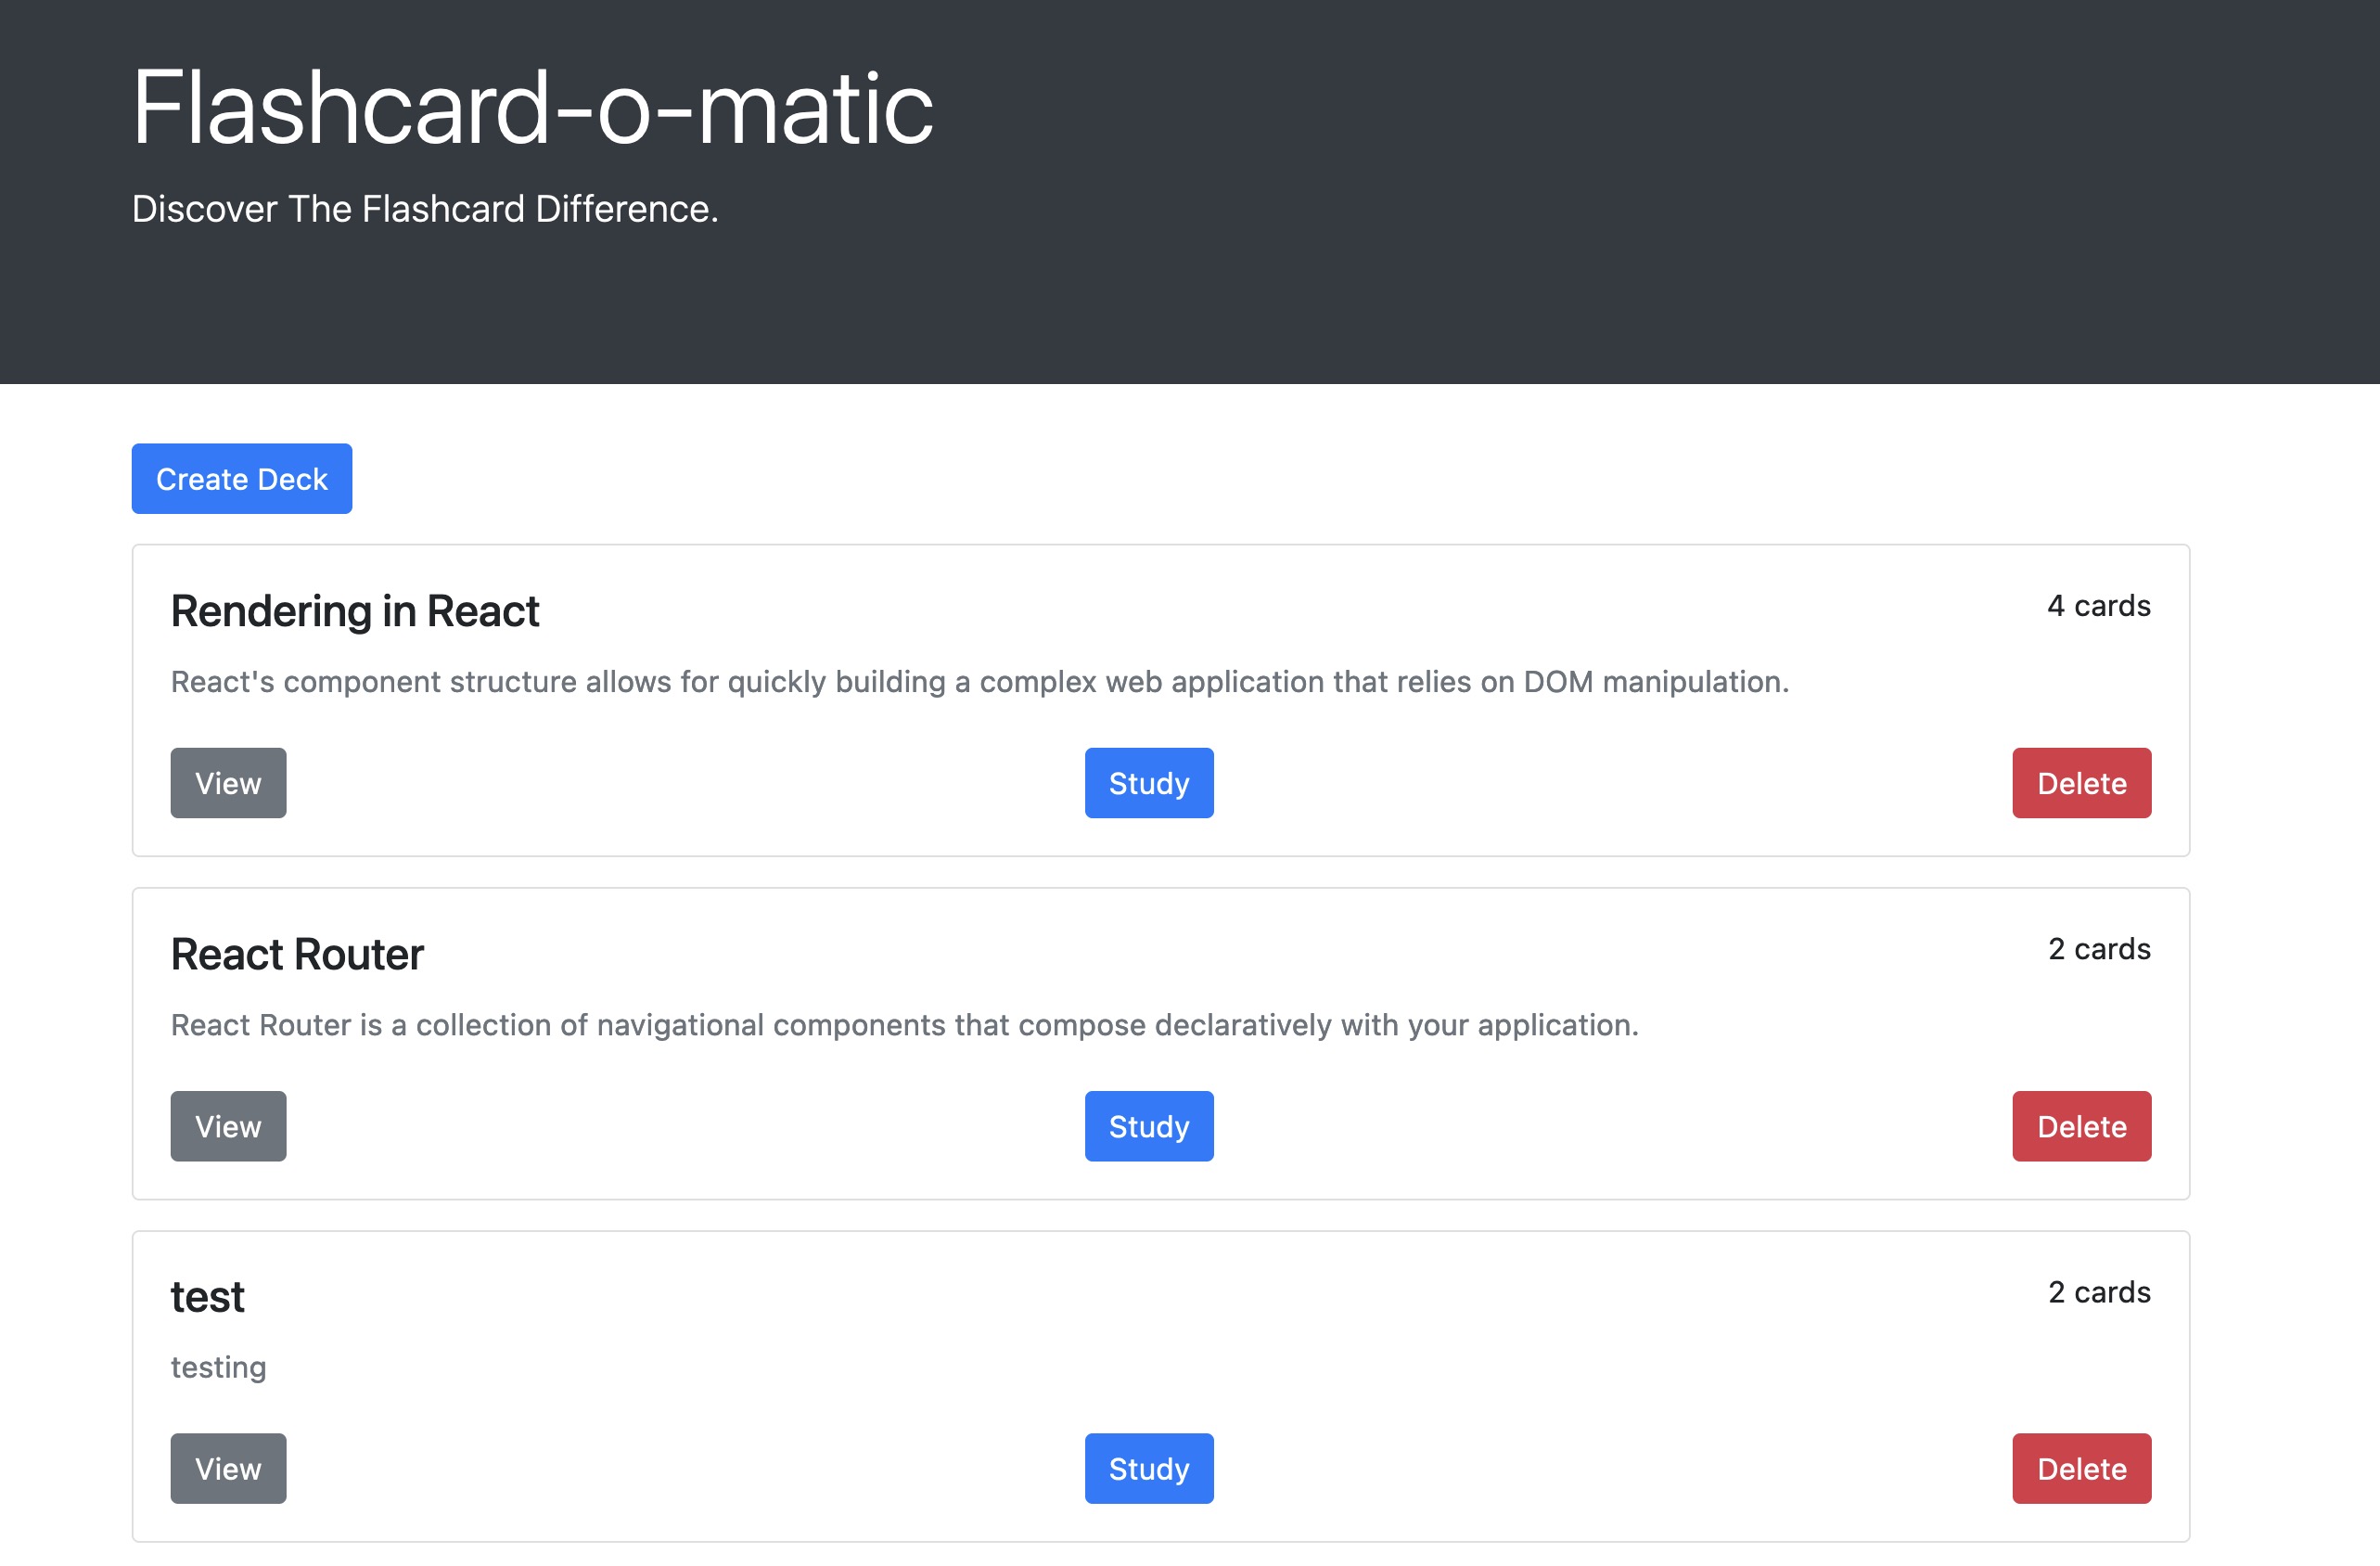 Flashcard-o-matic
Discover The Flashcard Difference.
Create Deck
Rendering in React
4 cards
React's component structure allows for quickly building a complex web application that relies on DOM manipulation.
View
Study
Delete
React Router
2 cards
React Router is a collection of navigational components that compose declaratively with your application.
View
Study
Delete
test
2 cards
testing
View
Study
Delete